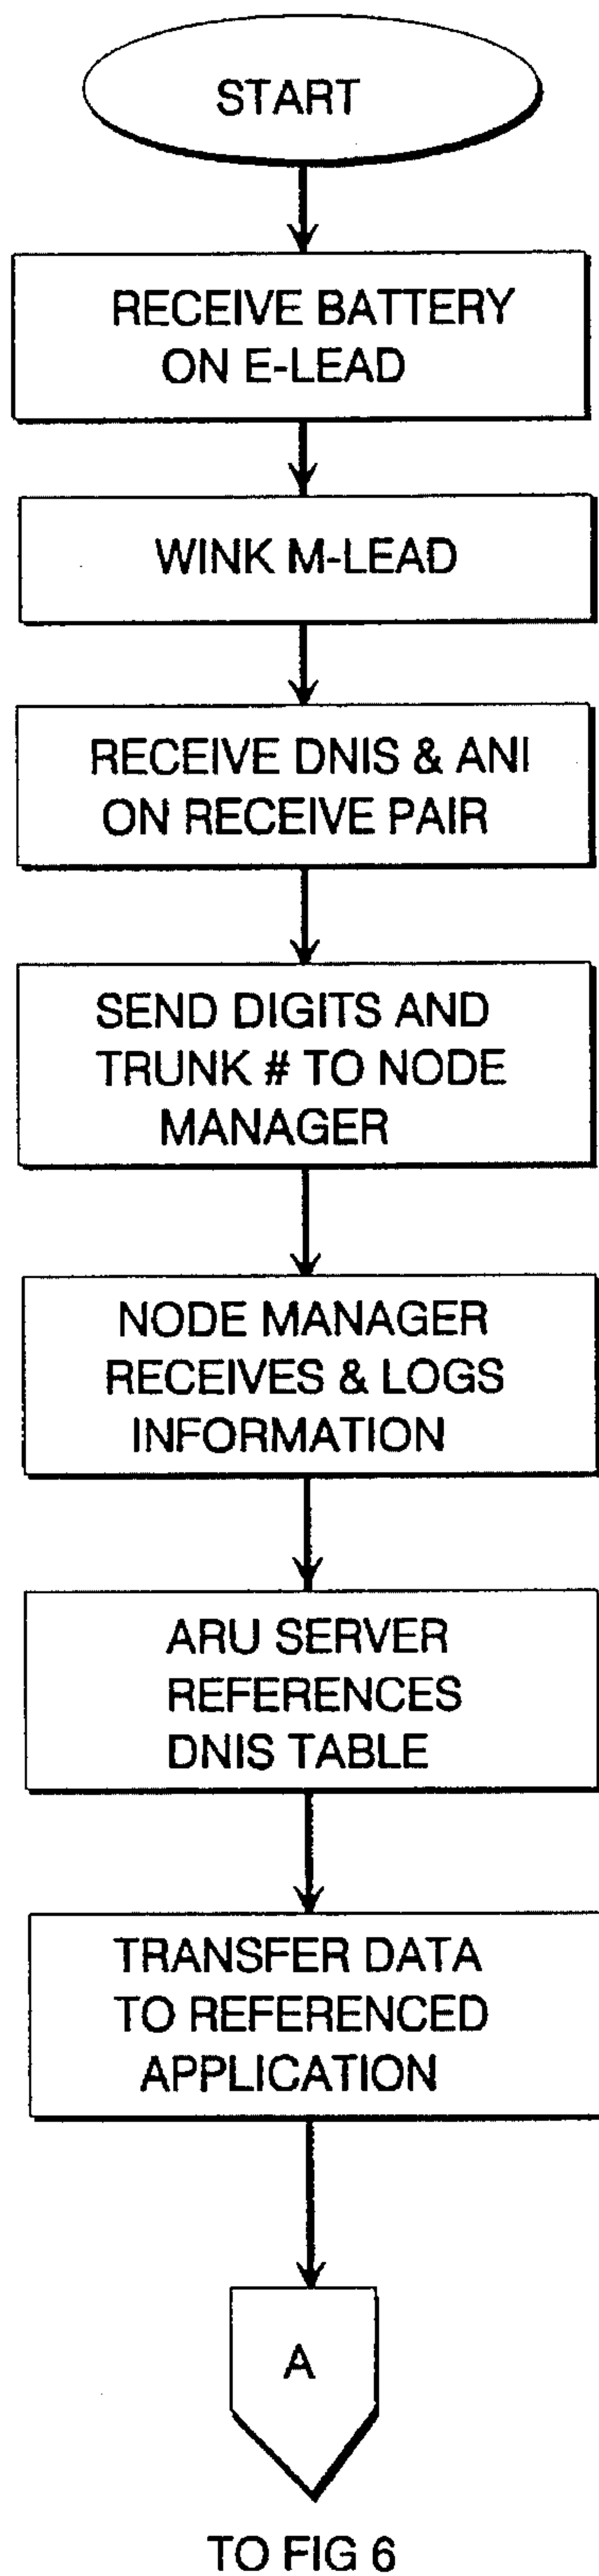 START
RECEIVE BATTERY
ON E-LEAD
WINK M-LEAD
RECEIVE DNIS & ANI
ON RECEIVE PAIR
SEND DIGITS AND
TRUNK # TO NODE
MANAGER
NODE MANAGER
RECEIVES & LOGS
INFORMATION
ARU SERVER
REFERENCES
DNIS TABLE
TRANSFER DATA
TO REFERENCED
APPLICATION
A
TO FIG 6